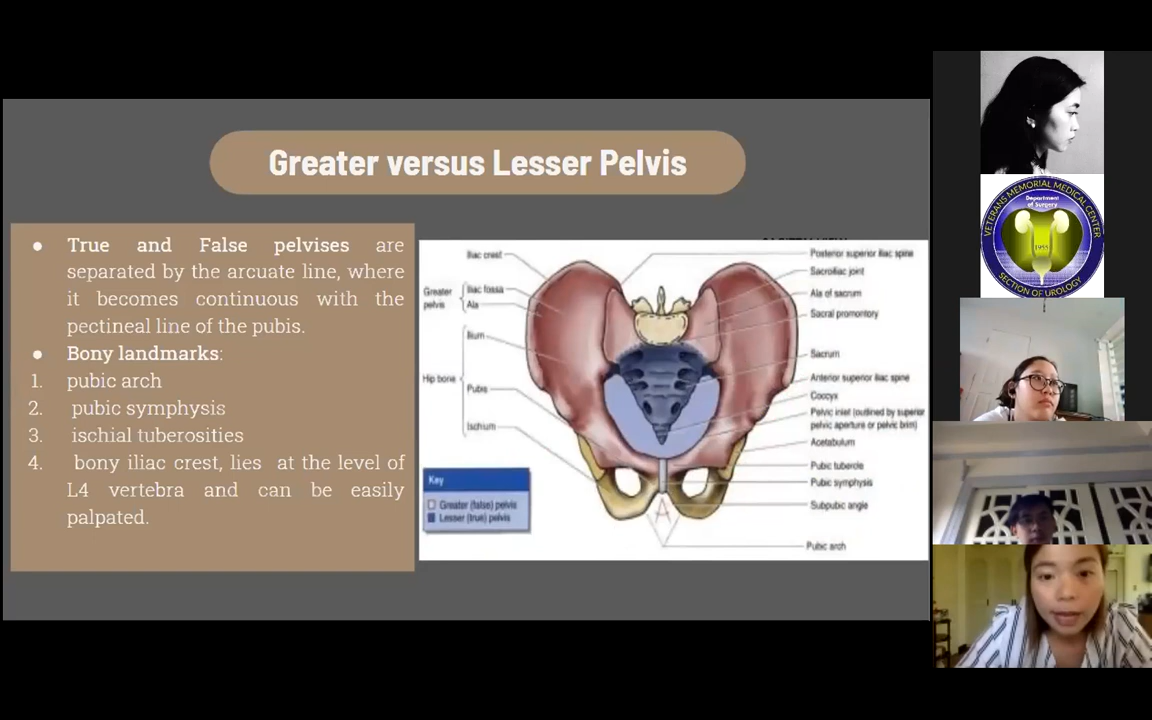 Greater versus Lesser Pelvis
● True and False pelvises are
separated by the arcuate line, where
it becomes continuous with the
pectineal line of the pubis.
● Bony landmarks:
1. pubic arch
2. pubic symphysis
3. ischial tuberosities
4. bony iliac crest, lies at the level of
L4 vertebra and can be easily
palpated.
Iliac crest
Greater
pelvis
Iliac fossa
Ala
Ilium
Hip bone
Pubis
Ischium
Key
Greater (false) pelvis
Lesser (true) pelvis
Posterior superior iliac spine
Sacroiliac joint
Ala of sacrum
Sacral promontory
Sacrum
Anterior superior iliac spine
Coccyx
Pelvic inlet (outlined by superior
pelvic aperture or pelvic brim)
Acetabulum
Pubic tubercle
Pubic symphysis
Subpubic angle
Pubic arch
VETERANS MEMORIAL MEDICAL CENTER
Department
of Surgery
1955
SECTION OF UROLOGY